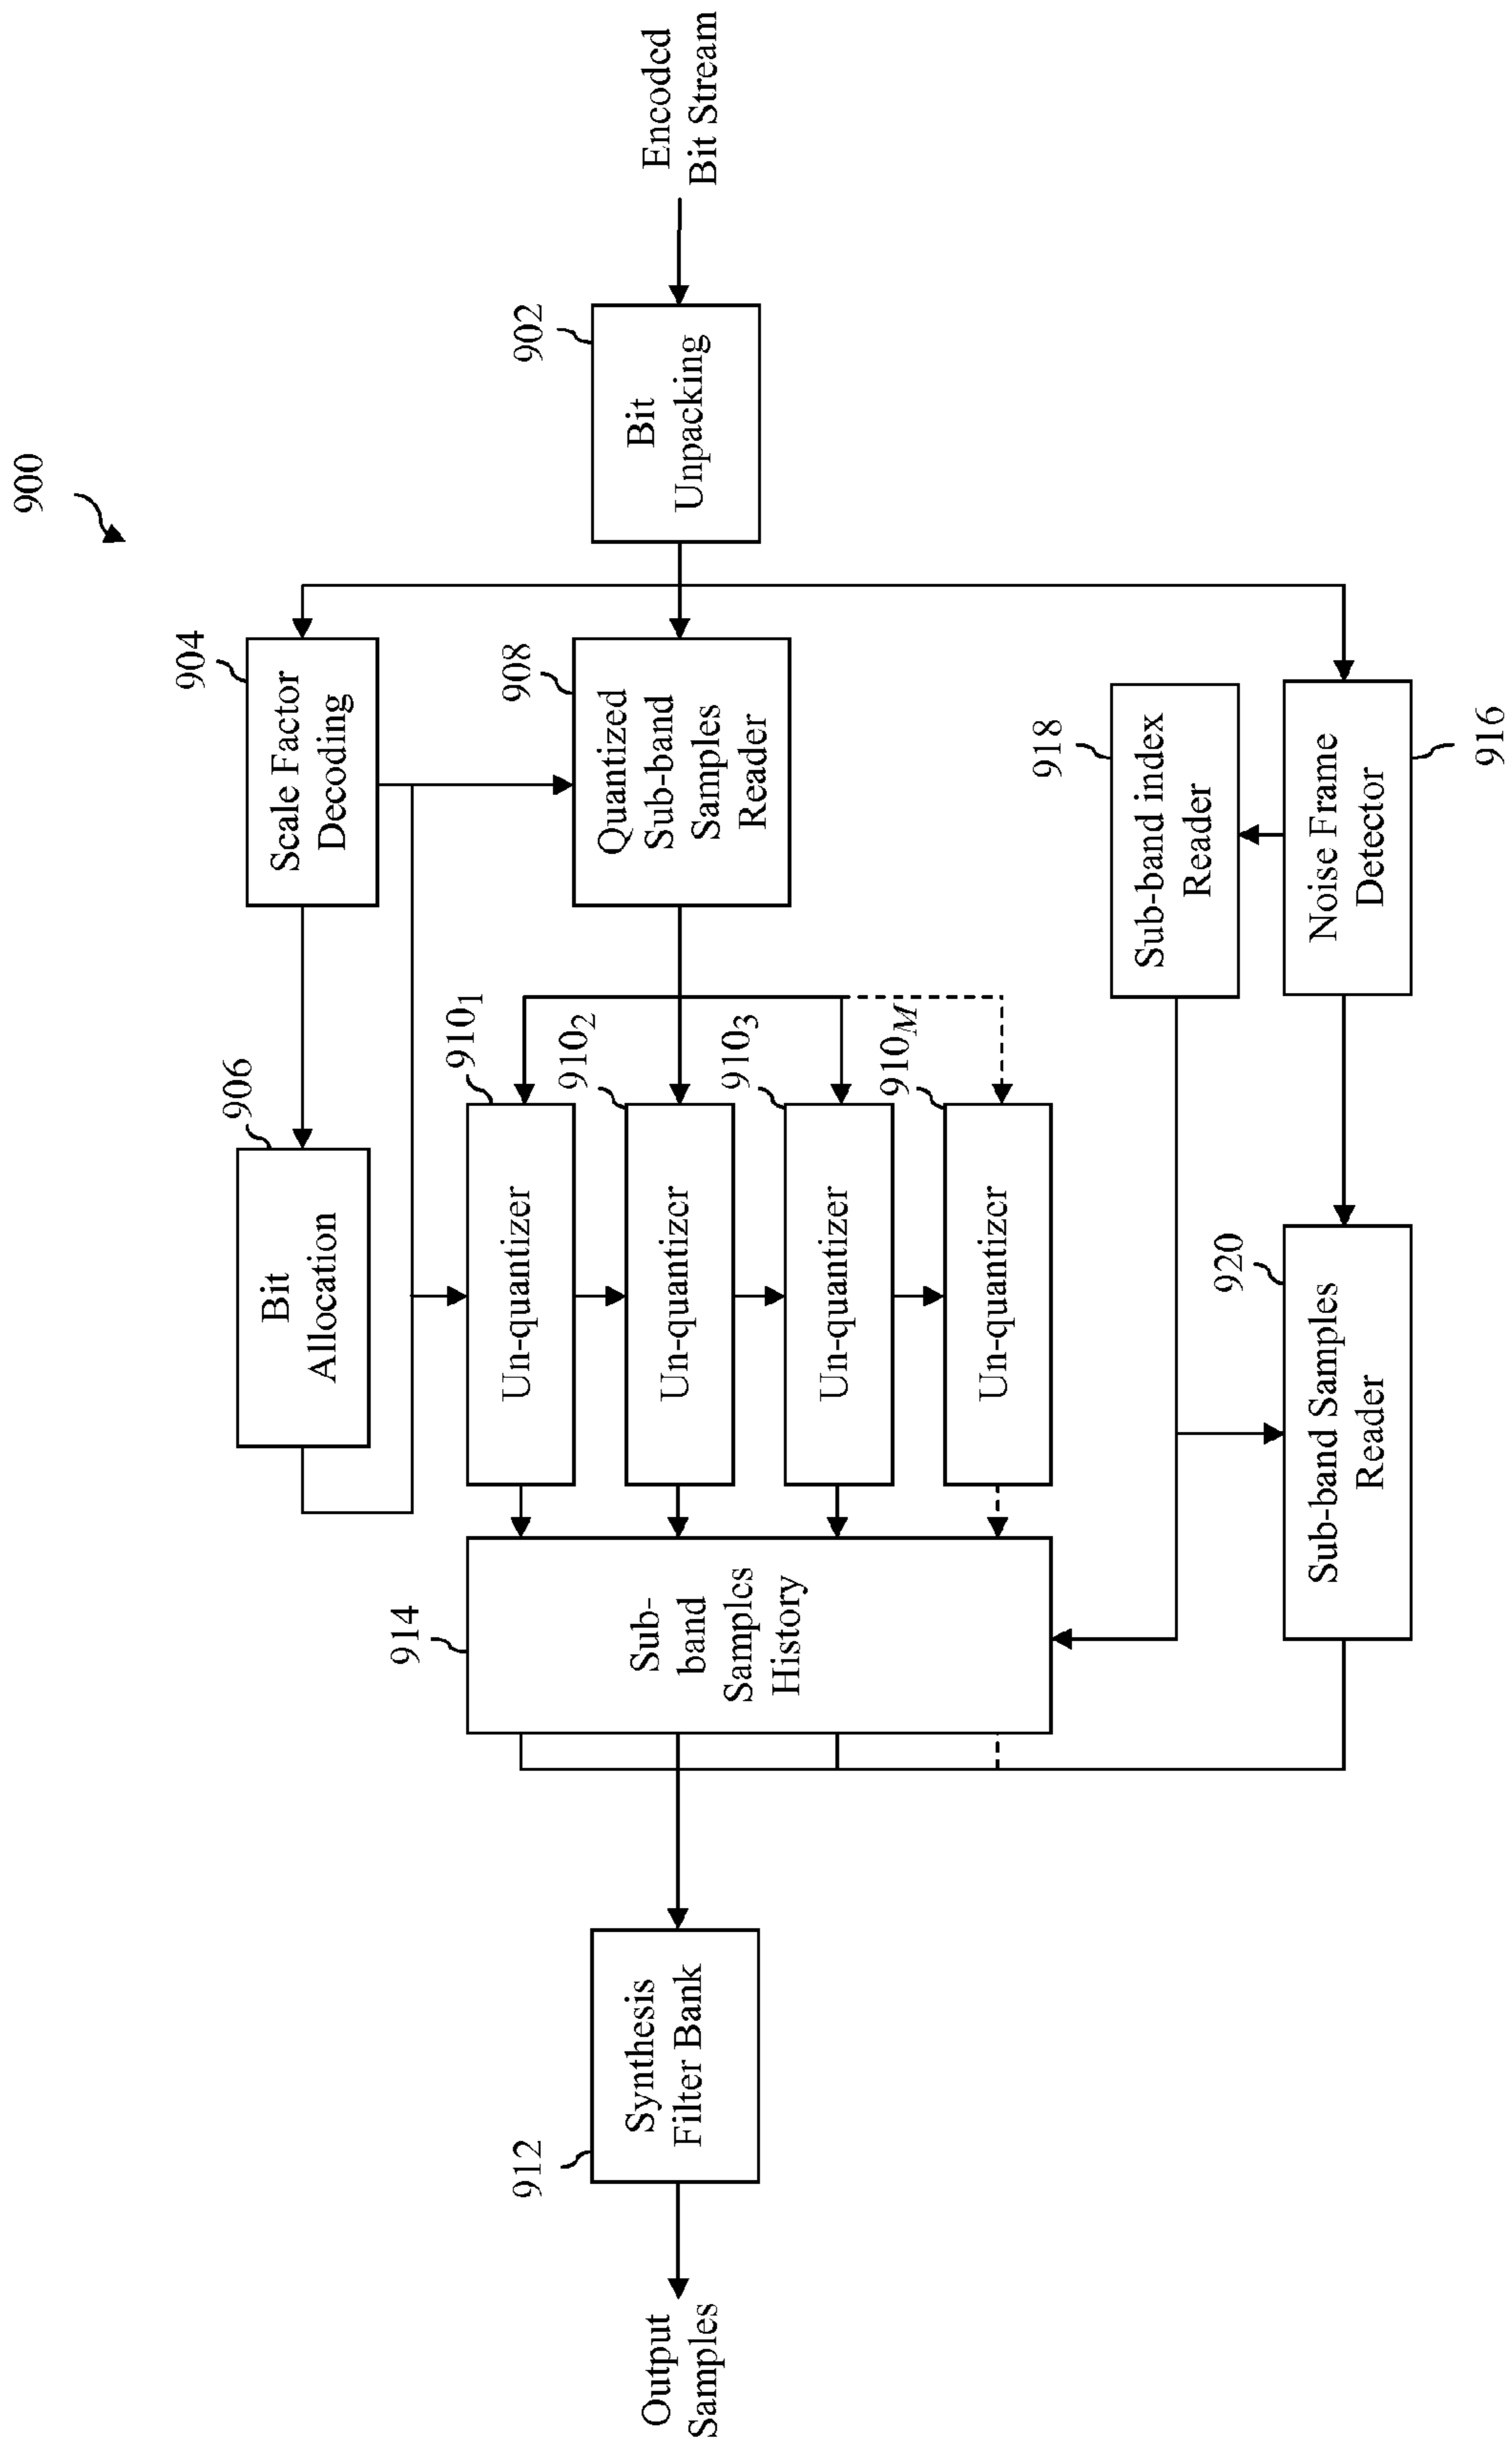 900
906
Bit
Allocation
904
Scale Factor
Decoding
914
Sub-
band
Samples
History
910₁
Un-quantizer
910₂
Un-quantizer
910₃
Un-quantizer
910M
Un-quantizer
908
Quantized
Sub-band
Samples
Reader
902
Bit
Unpacking
Encoded
Bit Stream
912
Synthesis
Filter Bank
Output
Samples
918
Sub-band index
Reader
920
Sub-band Samples
Reader
Noise Frame
Detector
916